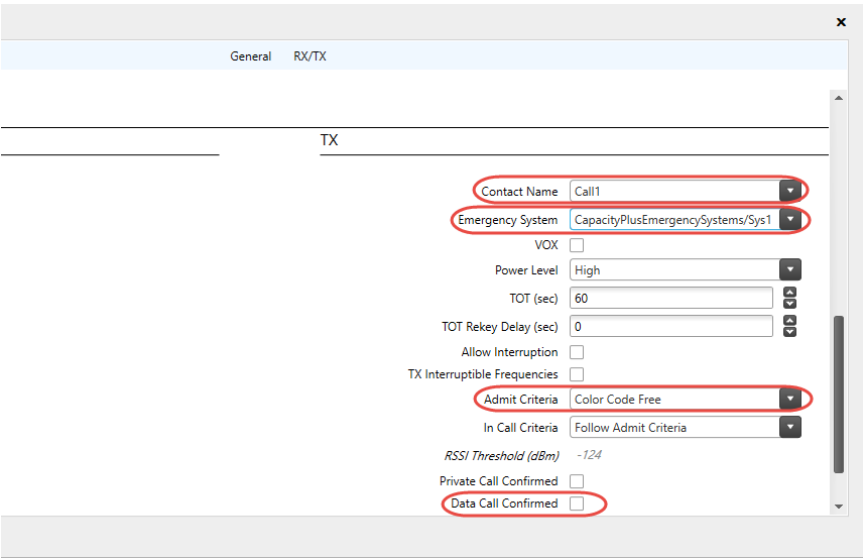 General RX/TX
TX
Contact Name Call1
Emergency System CapacityPlusEmergencySystems/Sys1
VOX
Power Level High
TOT (sec) 60
TOT Rekey Delay (sec) 0
Allow Interruption
TX Interruptible Frequencies
Admit Criteria Color Code Free
In Call Criteria Follow Admit Criteria
RSSI Threshold (dBm) -124
Private Call Confirmed
Data Call Confirmed